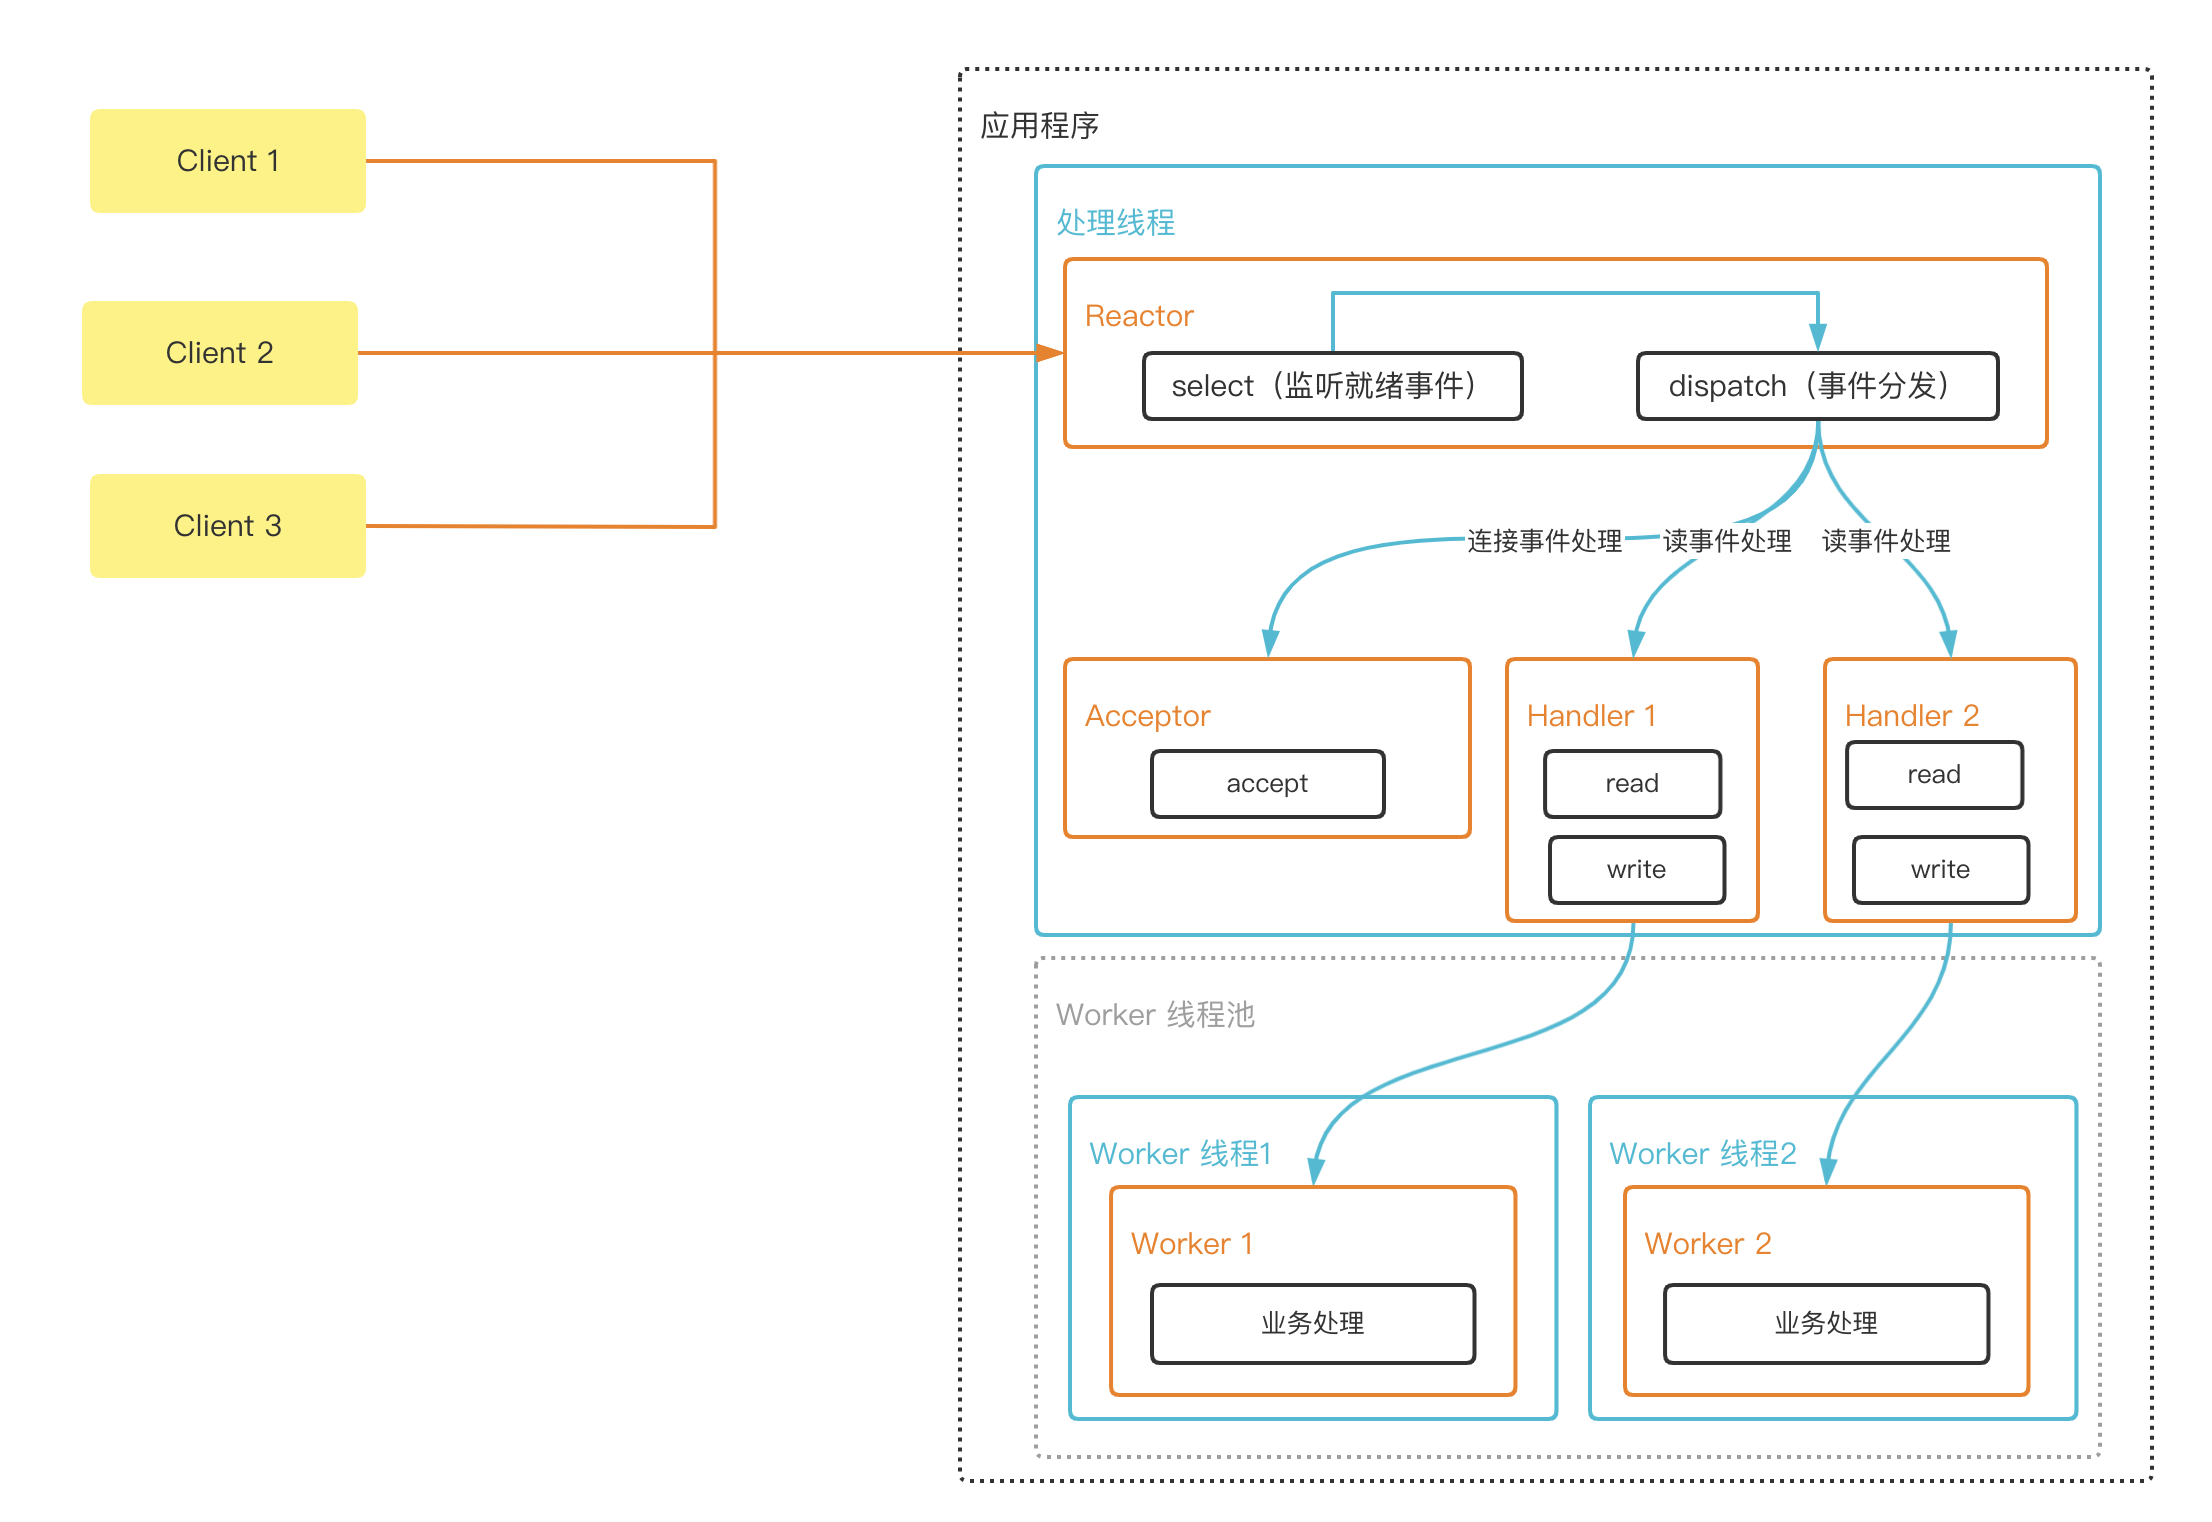 Client 1
Client 2
Client 3
应用程序
处理线程
Reactor
select（监听就绪事件）
dispatch（事件分发）
连接事件处理
读事件处理
读事件处理
Acceptor
accept
Handler 1
read
write
Handler 2
read
write
Worker 线程池
Worker 线程1
Worker 1
业务处理
Worker 线程2
Worker 2
业务处理